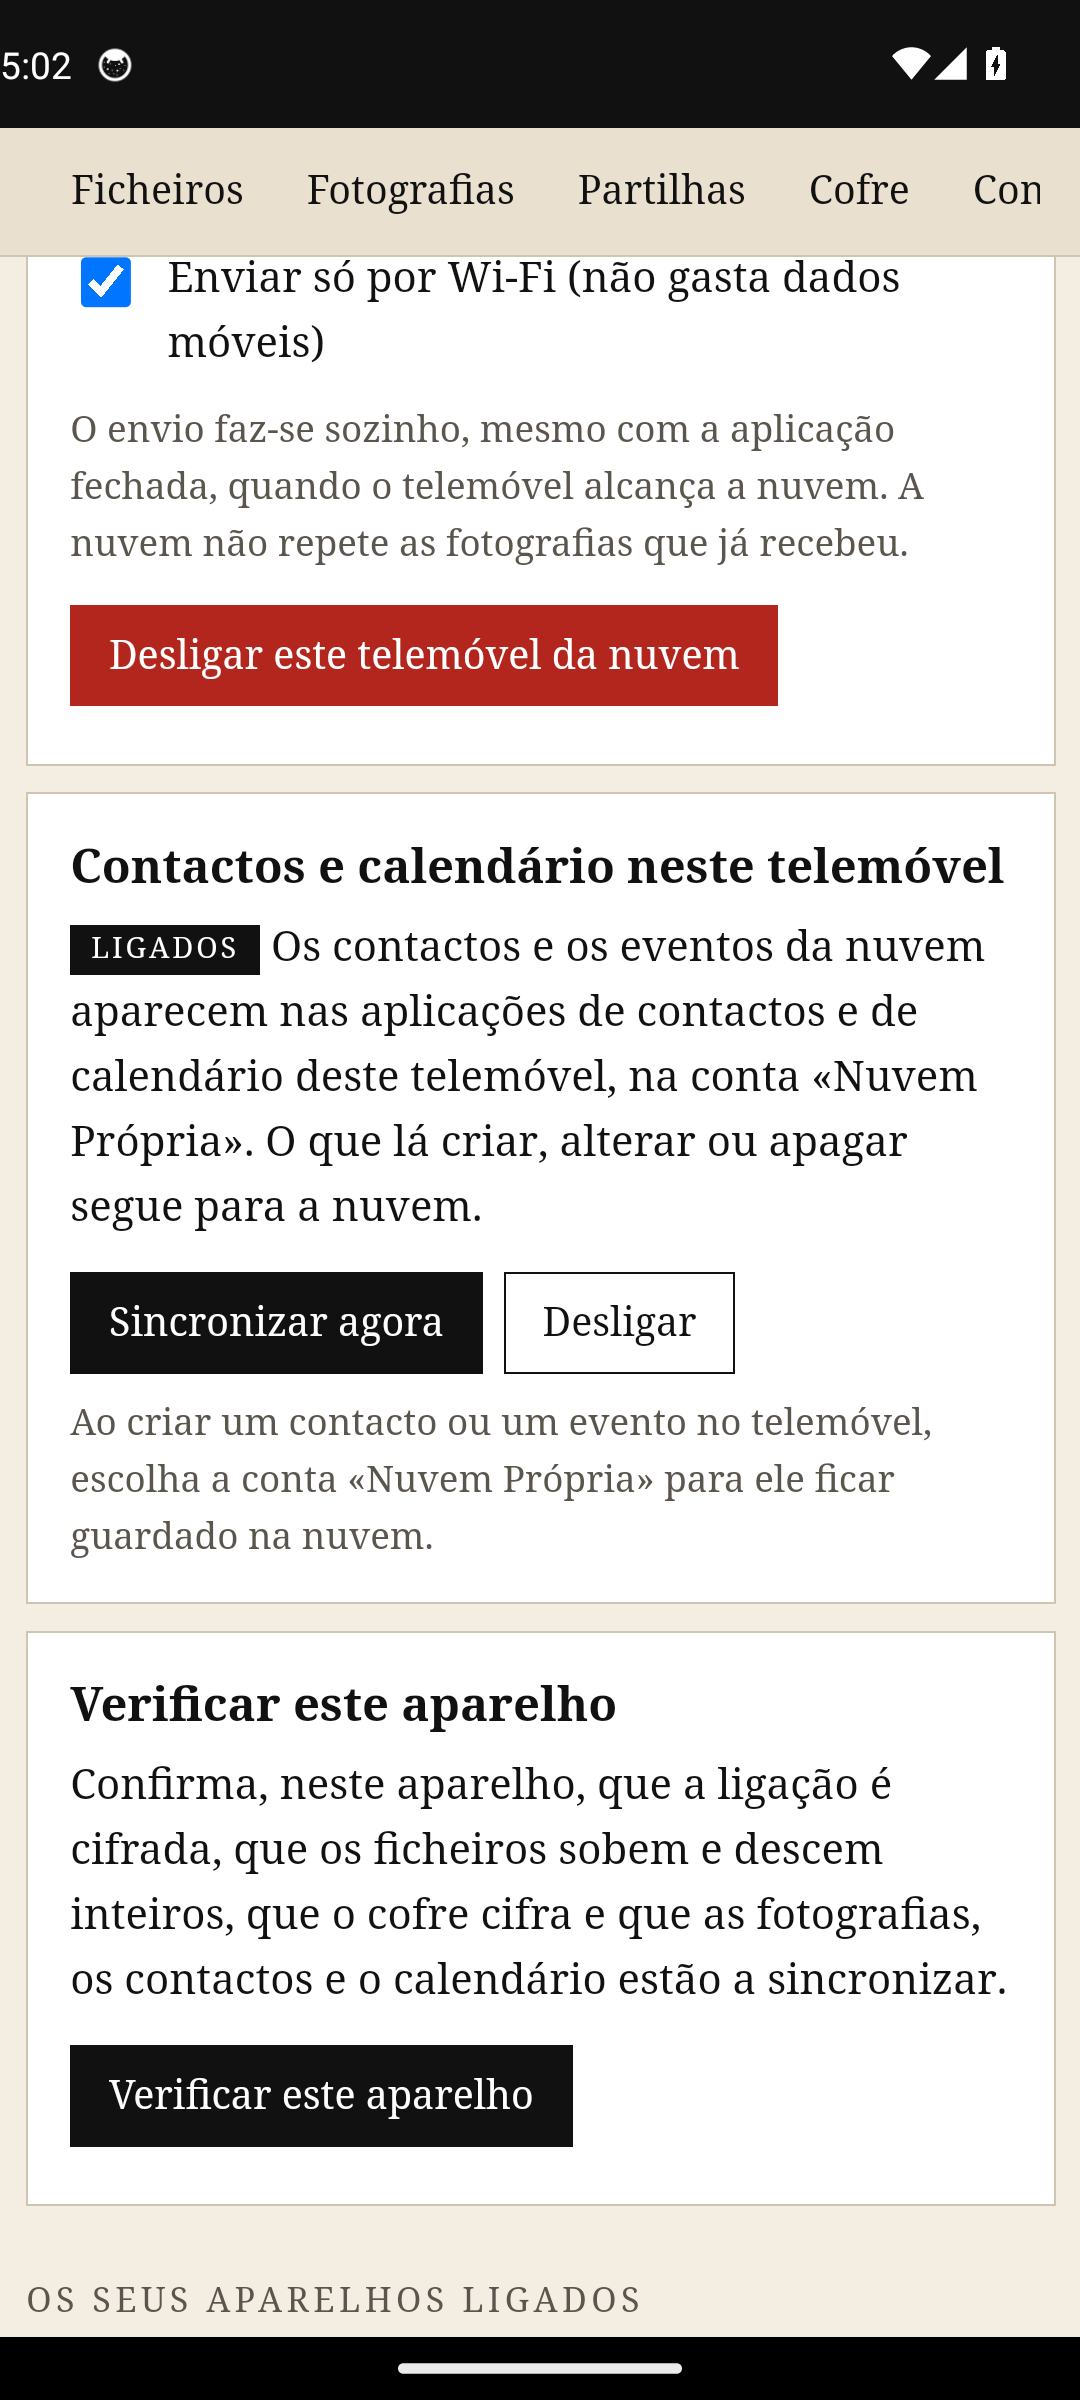 5:02
Ficheiros Fotografias Partilhas Cofre Con
Enviar só por Wi-Fi (não gasta dados
móveis)
O envio faz-se sozinho, mesmo com a aplicação
fechada, quando o telemóvel alcança a nuvem. A
nuvem não repete as fotografias que já recebeu.
Desligar este telemóvel da nuvem
Contactos e calendário neste telemóvel
LIGADOS Os contactos e os eventos da nuvem
aparecem nas aplicações de contactos e de
calendário deste telemóvel, na conta «Nuvem
Própria». O que lá criar, alterar ou apagar
segue para a nuvem.
Sincronizar agora Desligar
Ao criar um contacto ou um evento no telemóvel,
escolha a conta «Nuvem Própria» para ele ficar
guardado na nuvem.
Verificar este aparelho
Confirma, neste aparelho, que a ligação é
cifrada, que os ficheiros sobem e descem
inteiros, que o cofre cifra e que as fotografias,
os contactos e o calendário estão a sincronizar.
Verificar este aparelho
OS SEUS APARELHOS LIGADOS